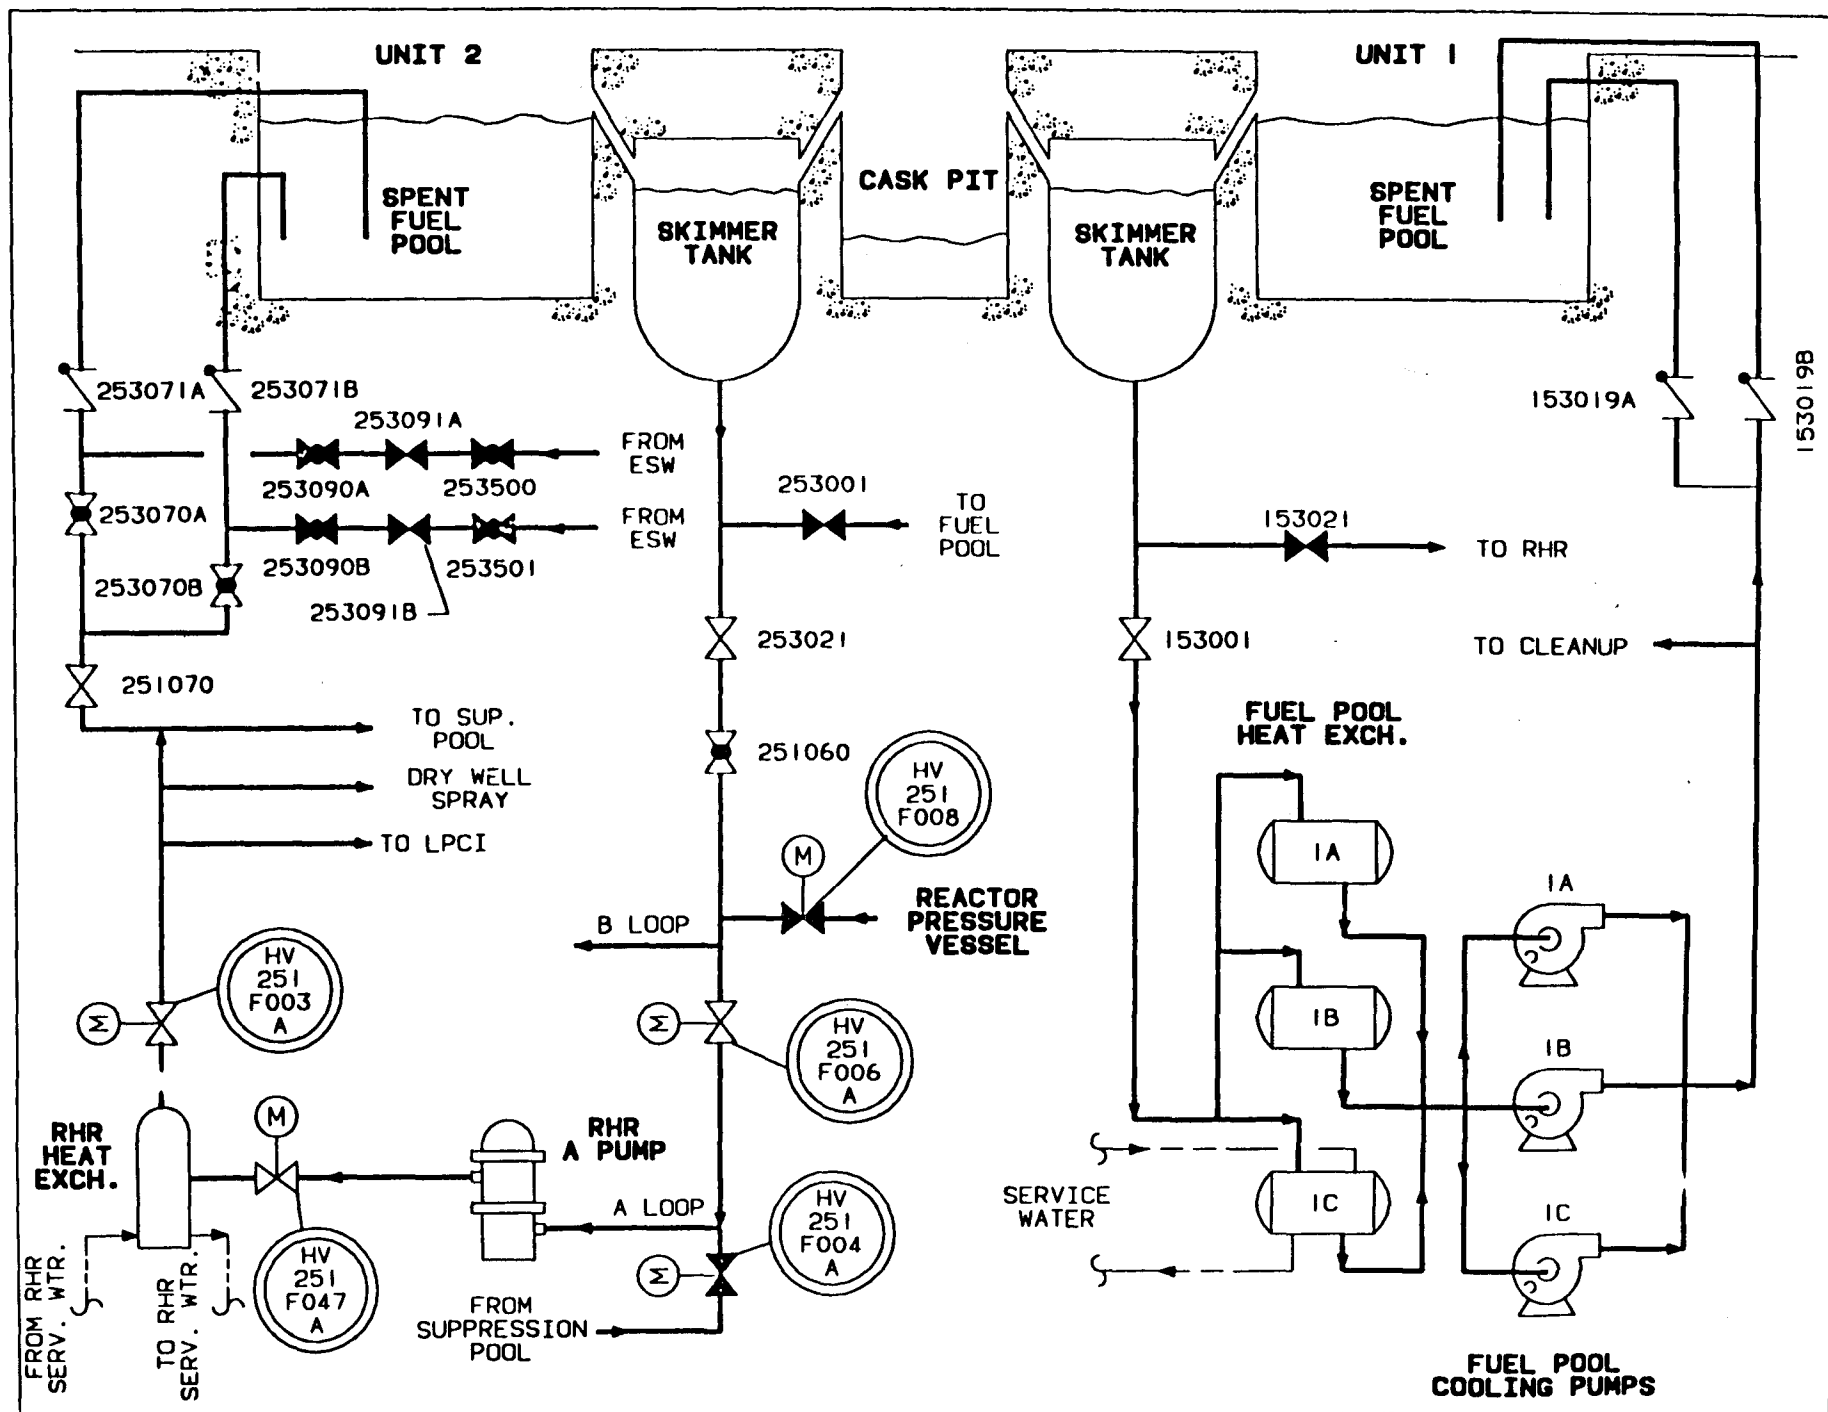 UNIT 2
UNIT 1
SPENT
FUEL
POOL
SKIMMER
TANK
CASK PIT
SKIMMER
TANK
SPENT
FUEL
POOL
253071A
253071B
253091A
FROM
ESW
253090A
253500
253070A
FROM
ESW
253090B
253501
253070B
253091B
251070
253001
TO
FUEL
POOL
253021
251060
153019A
153019B
153021
TO RHR
153001
TO CLEANUP
TO SUP.
POOL
DRY WELL
SPRAY
TO LPCI
HV
251
F008
M
REACTOR
PRESSURE
VESSEL
B LOOP
HV
251
F003
A
M
M
HV
251
F006
A
RHR
HEAT
EXCH.
M
RHR
A PUMP
A LOOP
HV
251
F047
A
HV
251
F004
A
M
FROM RHR
SERV. WTR.
TO RHR
SERV. WTR.
FROM
SUPPRESSION
POOL
FUEL POOL
HEAT EXCH.
1A
1B
1C
SERVICE
WATER
1A
1B
1C
FUEL POOL
COOLING PUMPS